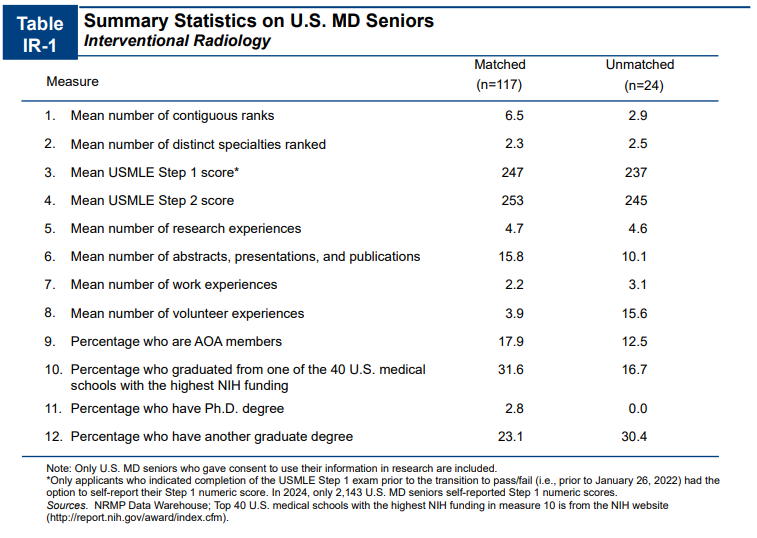 Table
IR-1
Summary Statistics on U.S. MD Seniors
Interventional Radiology
Measure Matched (n=117) Unmatched (n=24)
1. Mean number of contiguous ranks 6.5 2.9
2. Mean number of distinct specialties ranked 2.3 2.5
3. Mean USMLE Step 1 score* 247 237
4. Mean USMLE Step 2 score 253 245
5. Mean number of research experiences 4.7 4.6
6. Mean number of abstracts, presentations, and publications 15.8 10.1
7. Mean number of work experiences 2.2 3.1
8. Mean number of volunteer experiences 3.9 15.6
9. Percentage who are AOA members 17.9 12.5
10. Percentage who graduated from one of the 40 U.S. medical 31.6 16.7
schools with the highest NIH funding
11. Percentage who have Ph.D. degree 2.8 0.0
12. Percentage who have another graduate degree 23.1 30.4
Note: Only U.S. MD seniors who gave consent to use their information in research are included.
*Only applicants who indicated completion of the USMLE Step 1 exam prior to the transition to pass/fail (i.e., prior to January 26, 2022) had the
option to self-report their Step 1 numeric score. In 2024, only 2,143 U.S. MD seniors self-reported Step 1 numeric scores.
Sources. NRMP Data Warehouse; Top 40 U.S. medical schools with the highest NIH funding in measure 10 is from the NIH website
(http://report.nih.gov/award/index.cfm).